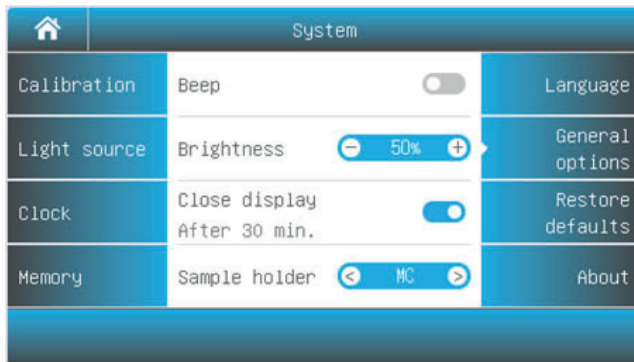 System
Calibration
Light source
Clock
Memory
Beep
Brightness
50%
Close display
After 30 min.
Sample holder
MC
Language
General
options
Restore
defaults
About